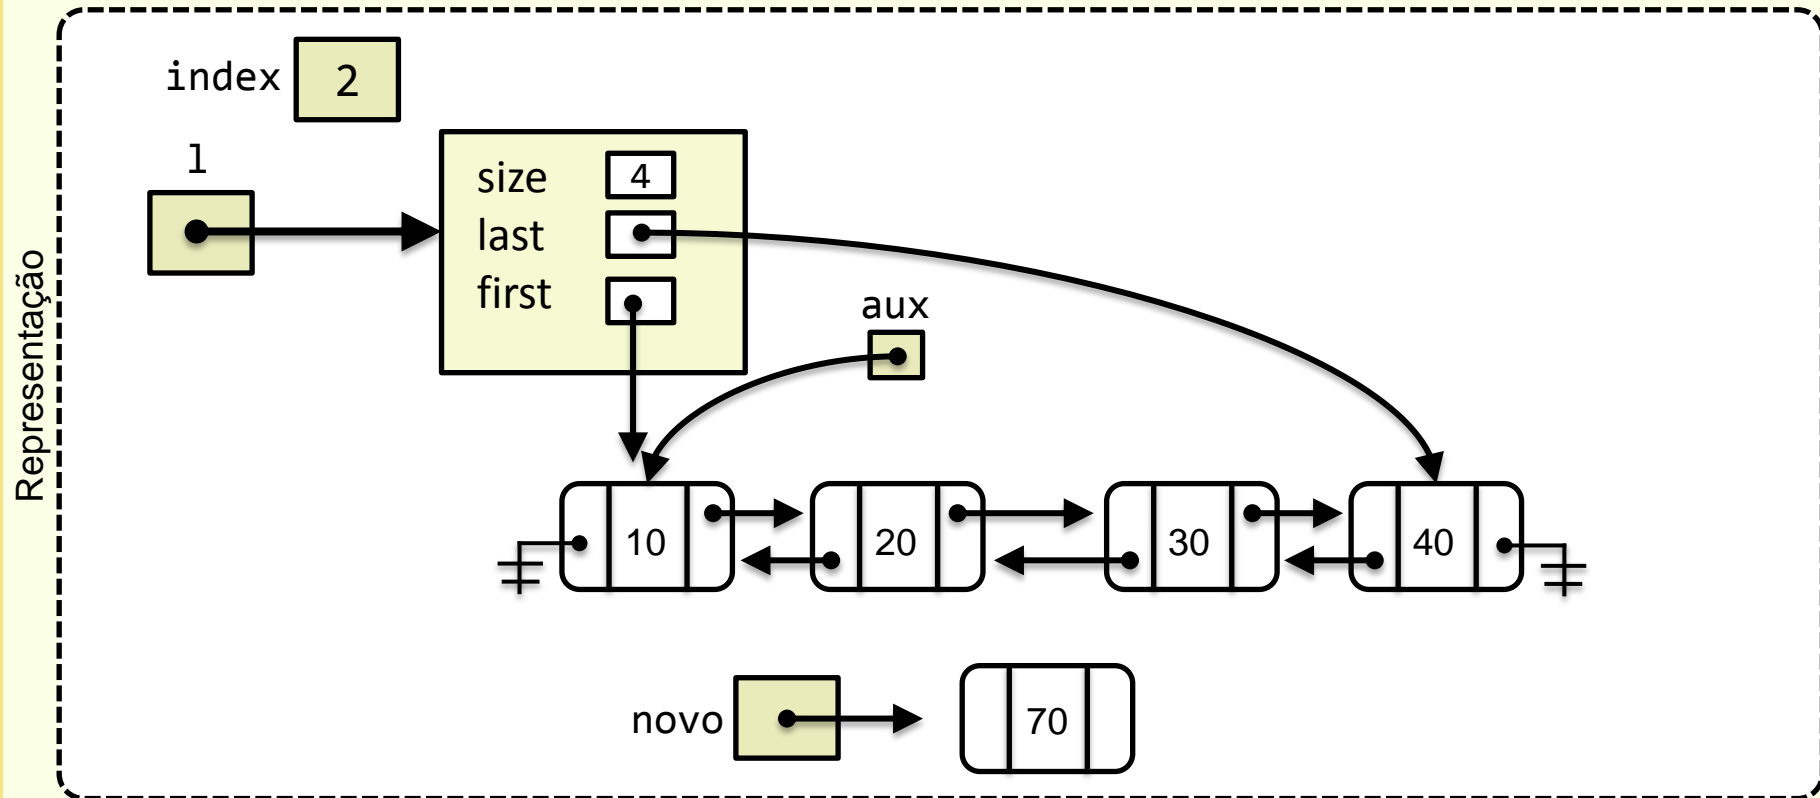 Representação
index 2
l
size 4
last
first
aux
10 20 30 40
novo 70